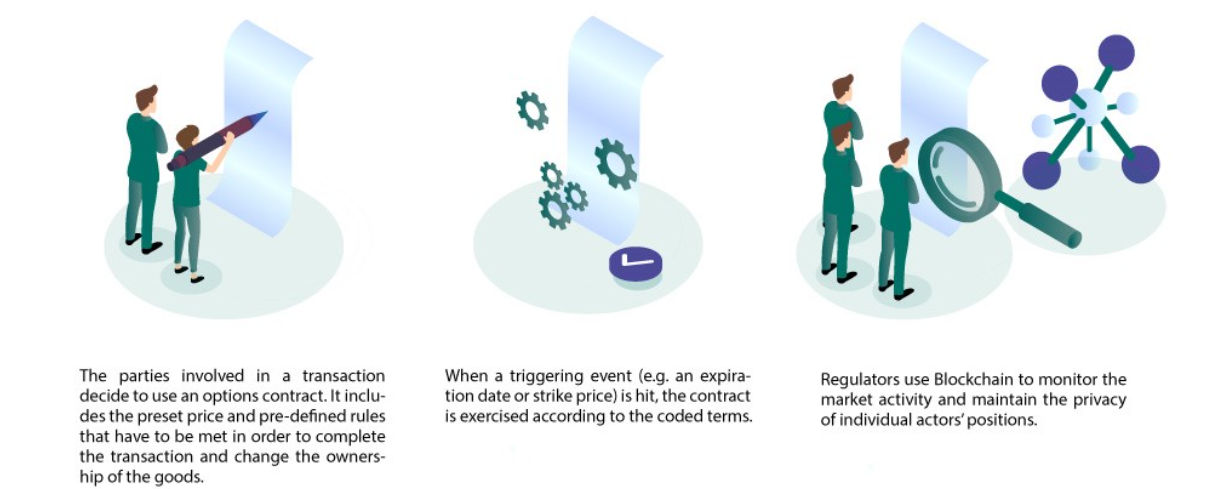 The parties involved in a transaction
decide to use an options contract. It inclu-
des the preset price and pre-defined rules
that have to be met in order to complete
the transaction and change the owners-
hip of the goods.
When a triggering event (e.g. an expira-
tion date or strike price) is hit, the contract
is exercised according to the coded terms.
Regulators use Blockchain to monitor the
market activity and maintain the privacy
of individual actors' positions.